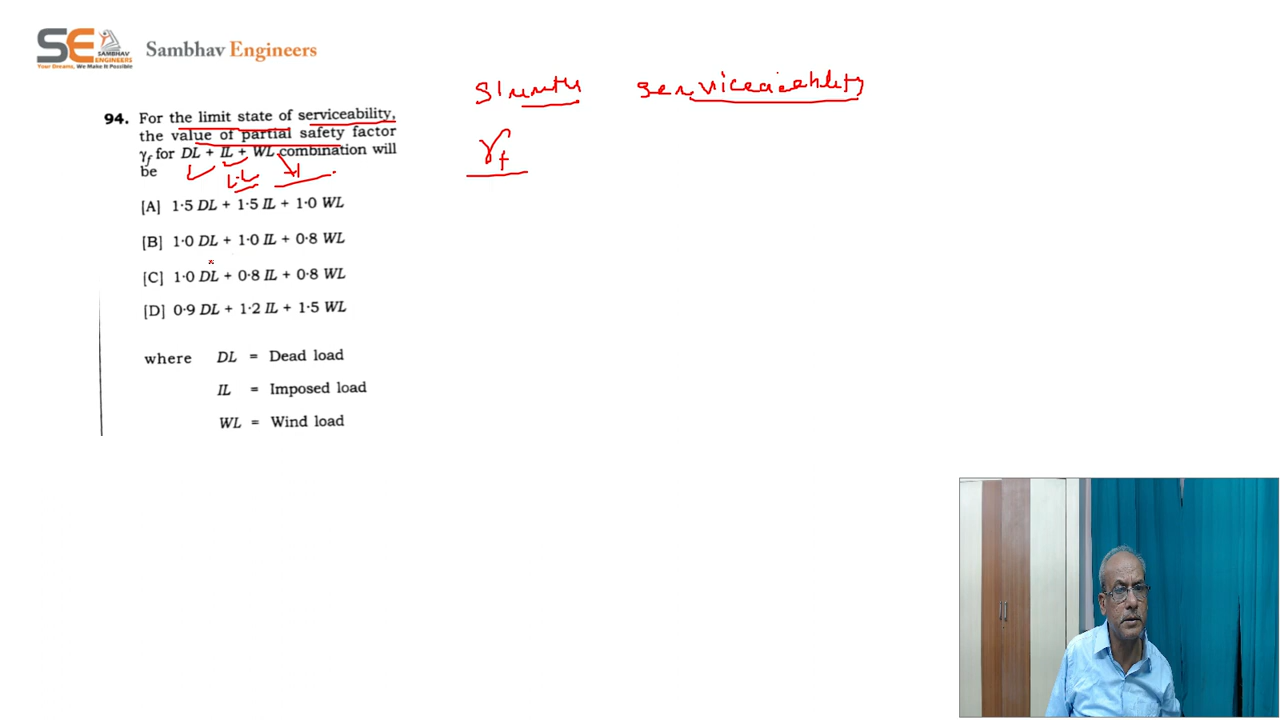 SE
SAMBHAV
ENGINEERS
Your Dreams, We Make It Possible
Sambhav Engineers
serviceability
94. For the limit state of serviceability,
the value of partial safety factor
γf for DL + IL + WL combination will
be
γf
L.L
[A] 1·5 DL + 1·5 IL + 1·0 WL
[B] 1·0 DL + 1·0 IL + 0·8 WL
[C] 1·0 DL + 0·8 IL + 0·8 WL
[D] 0·9 DL + 1·2 IL + 1·5 WL
where DL = Dead load
IL = Imposed load
WL = Wind load